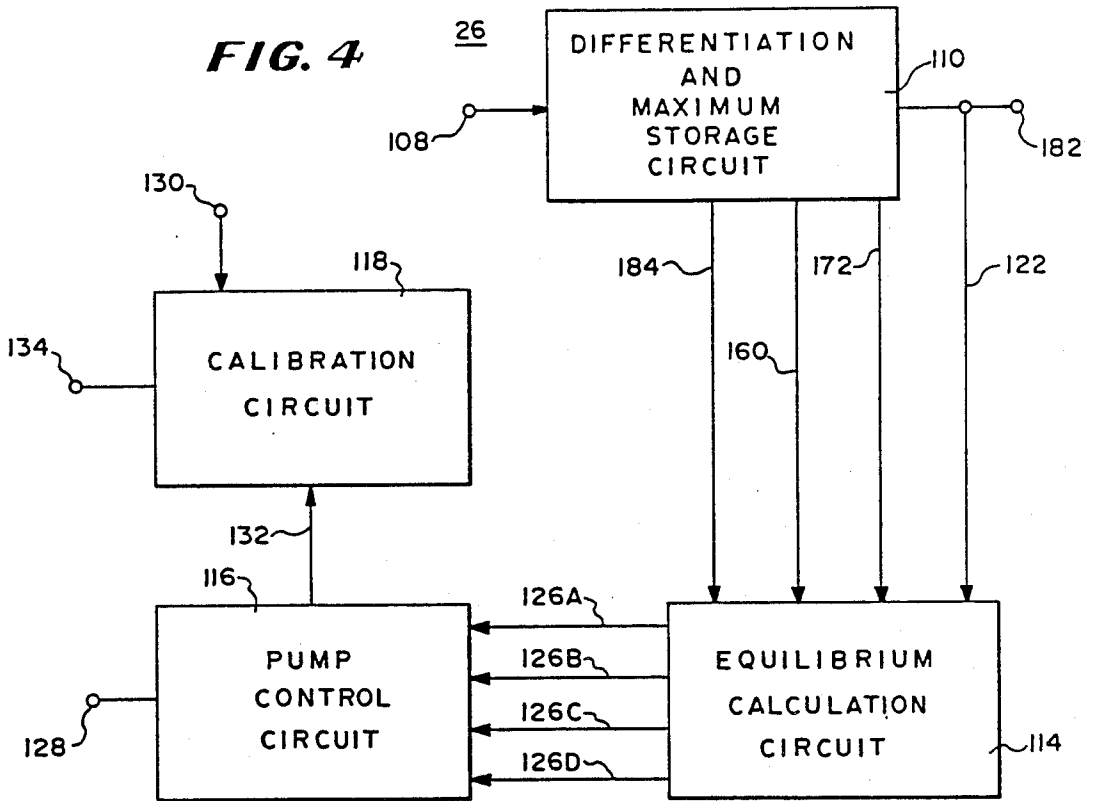 FIG. 4
26
DIFFERENTIATION
AND
MAXIMUM
STORAGE
CIRCUIT
110
108
182
130
118
184
172
122
134
CALIBRATION
CIRCUIT
160
132
116
126A
PUMP
CONTROL
CIRCUIT
126B
126C
126D
EQUILIBRIUM
CALCULATION
CIRCUIT
128
114